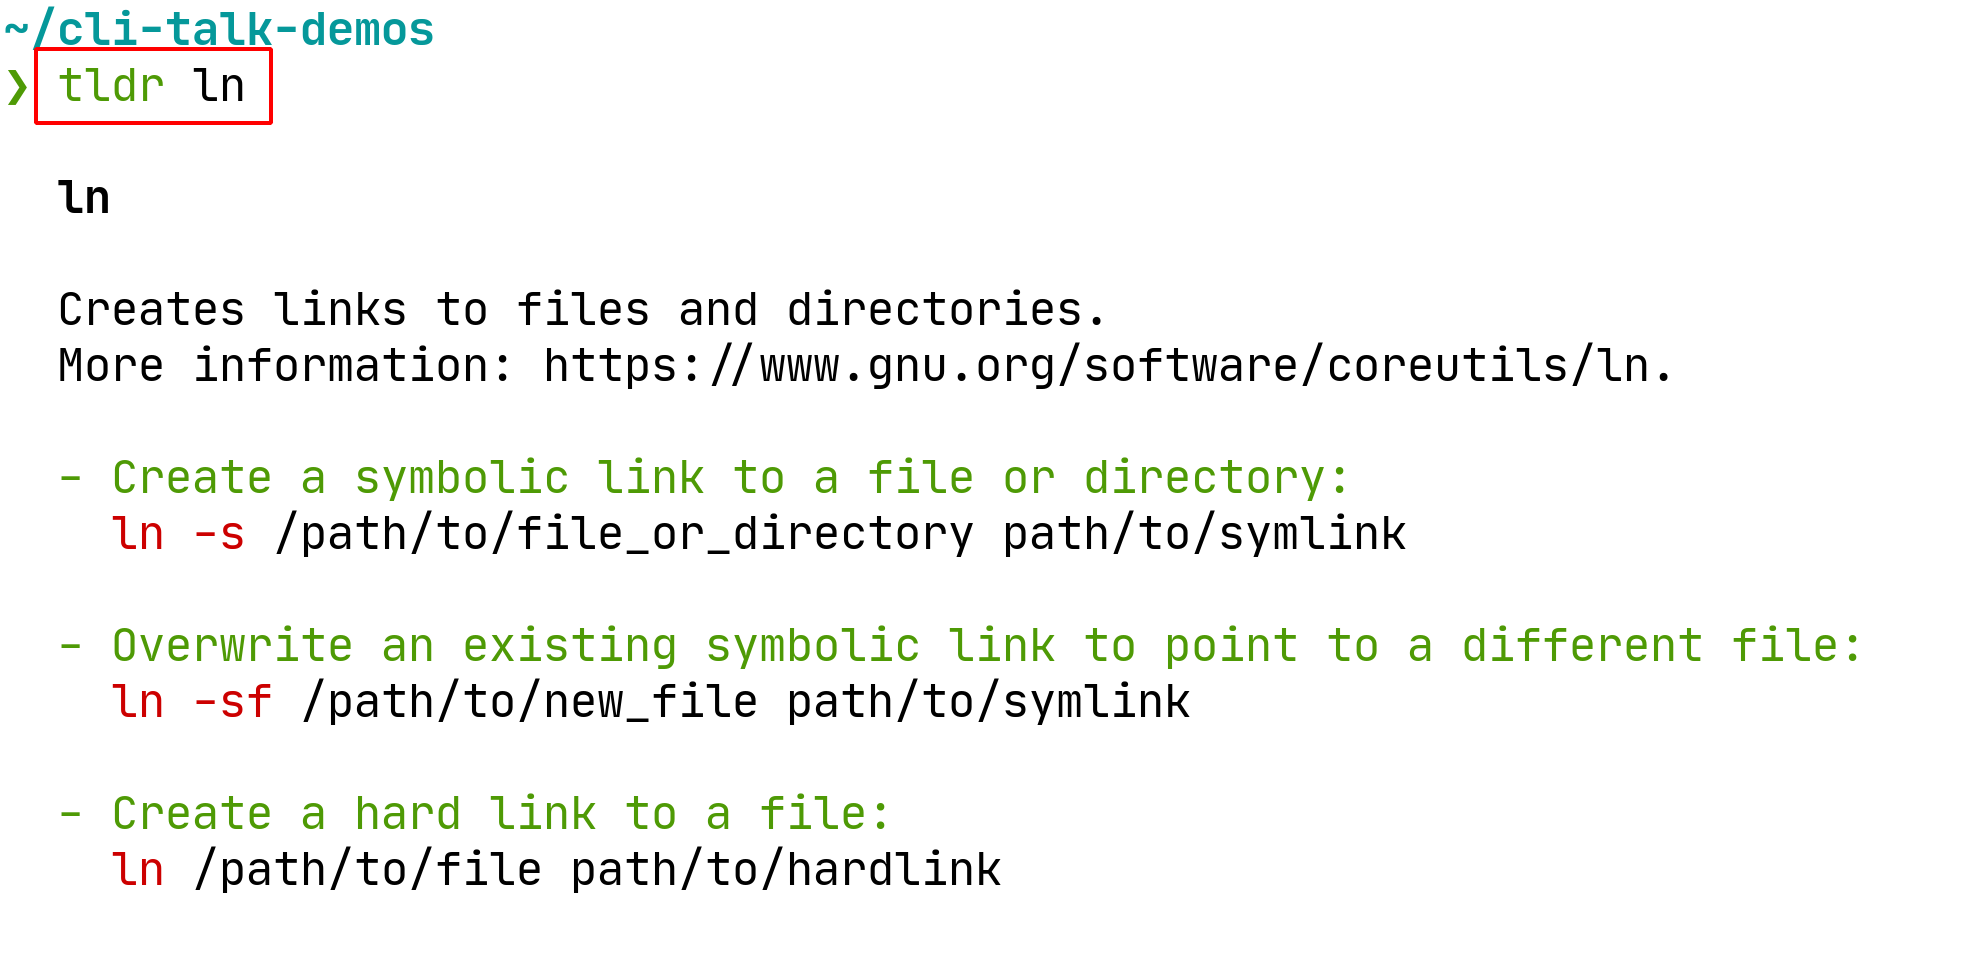 ~/cli-talk-demos
❯ tldr ln
ln
Creates links to files and directories.
More information: https://www.gnu.org/software/coreutils/ln.
- Create a symbolic link to a file or directory:
ln -s /path/to/file_or_directory path/to/symlink
- Overwrite an existing symbolic link to point to a different file:
ln -sf /path/to/new_file path/to/symlink
- Create a hard link to a file:
ln /path/to/file path/to/hardlink